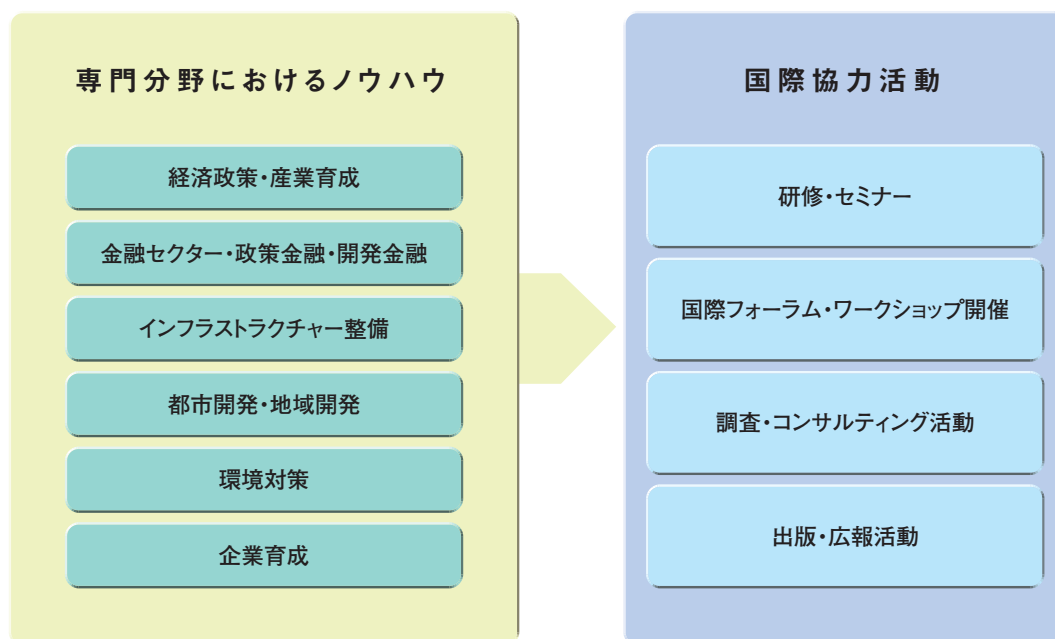 専門分野におけるノウハウ
経済政策・産業育成
金融セクター・政策金融・開発金融
インフラストラクチャー整備
都市開発・地域開発
環境対策
企業育成
国際協力活動
研修・セミナー
国際フォーラム・ワークショップ開催
調査・コンサルティング活動
出版・広報活動